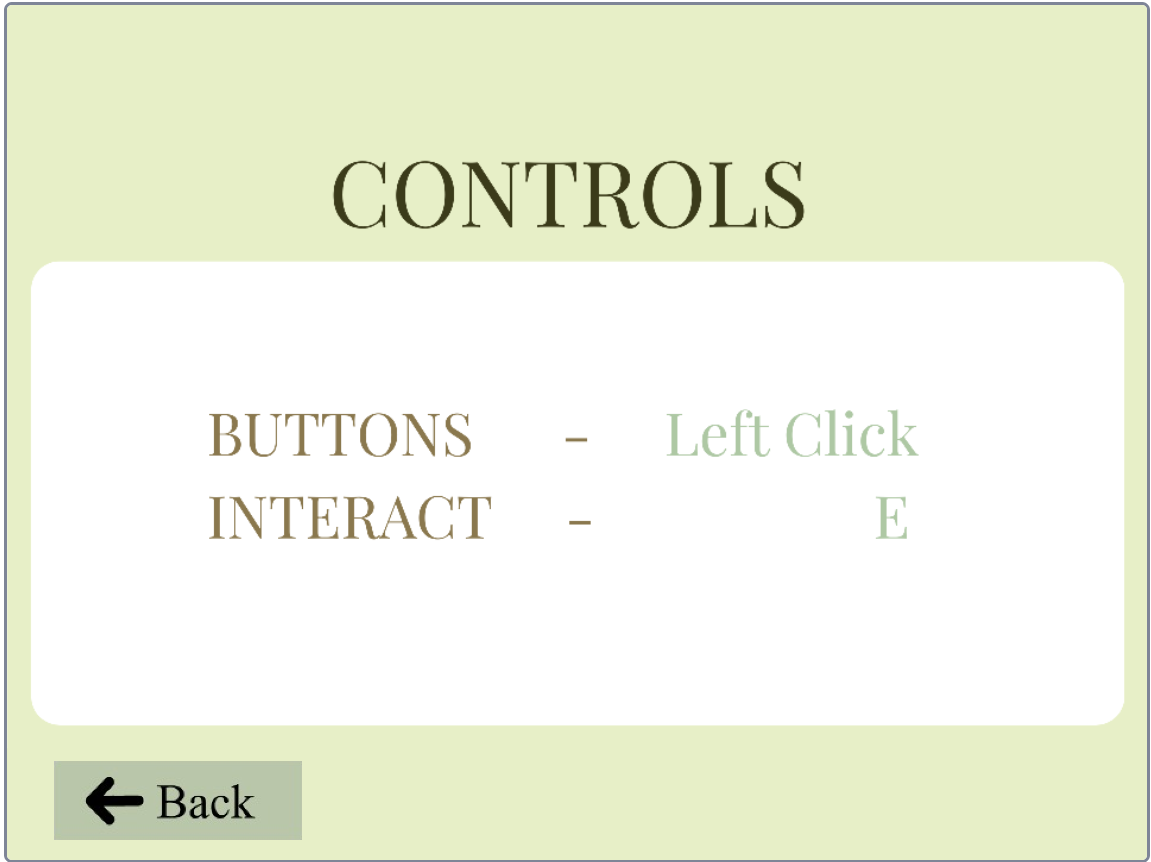 CONTROLS
BUTTONS - Left Click
INTERACT - E
Back